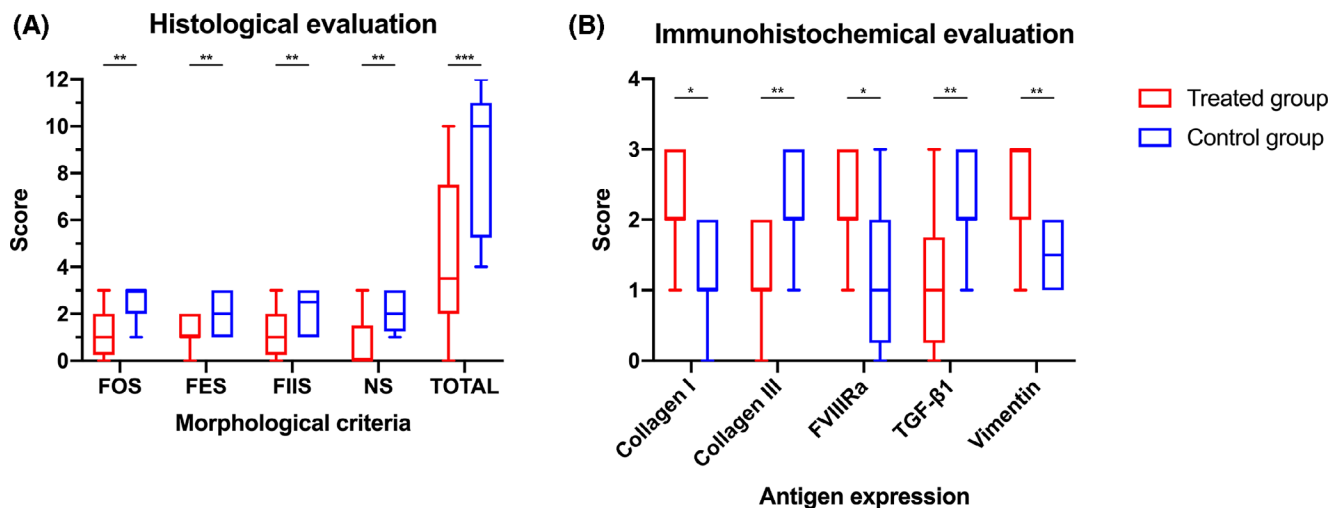 (A)
Histological evaluation
** ** ** ** ***
12
10
8
6
4
2
0
Score
FOS FES FIIS NS TOTAL
Morphological criteria
(B)
Immunohistochemical evaluation
* ** * ** **
4
3
2
1
0
Score
Collagen I
Collagen III
FVIIIRa
TGF-β1
Vimentin
Antigen expression
Treated group
Control group